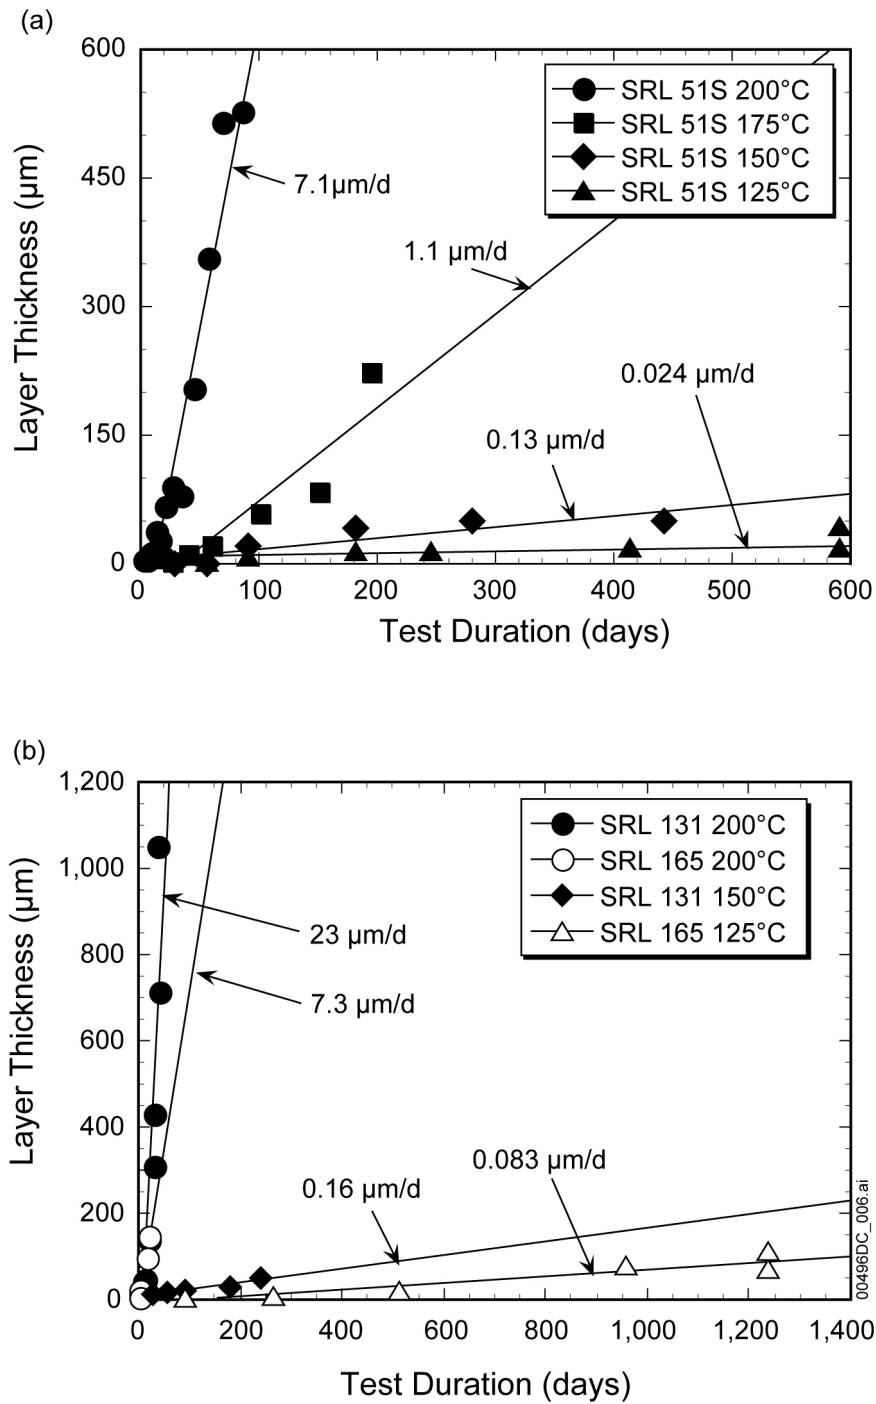 (a)
600
450
300
150
0
Layer Thickness (µm)
SRL 51S 200°C
SRL 51S 175°C
SRL 51S 150°C
SRL 51S 125°C
7.1µm/d
1.1 µm/d
0.024 µm/d
0.13 µm/d
0 100 200 300 400 500 600
Test Duration (days)
(b)
1,200
1,000
800
600
400
200
0
Layer Thickness (µm)
SRL 131 200°C
SRL 165 200°C
SRL 131 150°C
SRL 165 125°C
23 µm/d
7.3 µm/d
0.083 µm/d
0.16 µm/d
0 200 400 600 800 1,000 1,200 1,400
Test Duration (days)
00496DC_006.ai